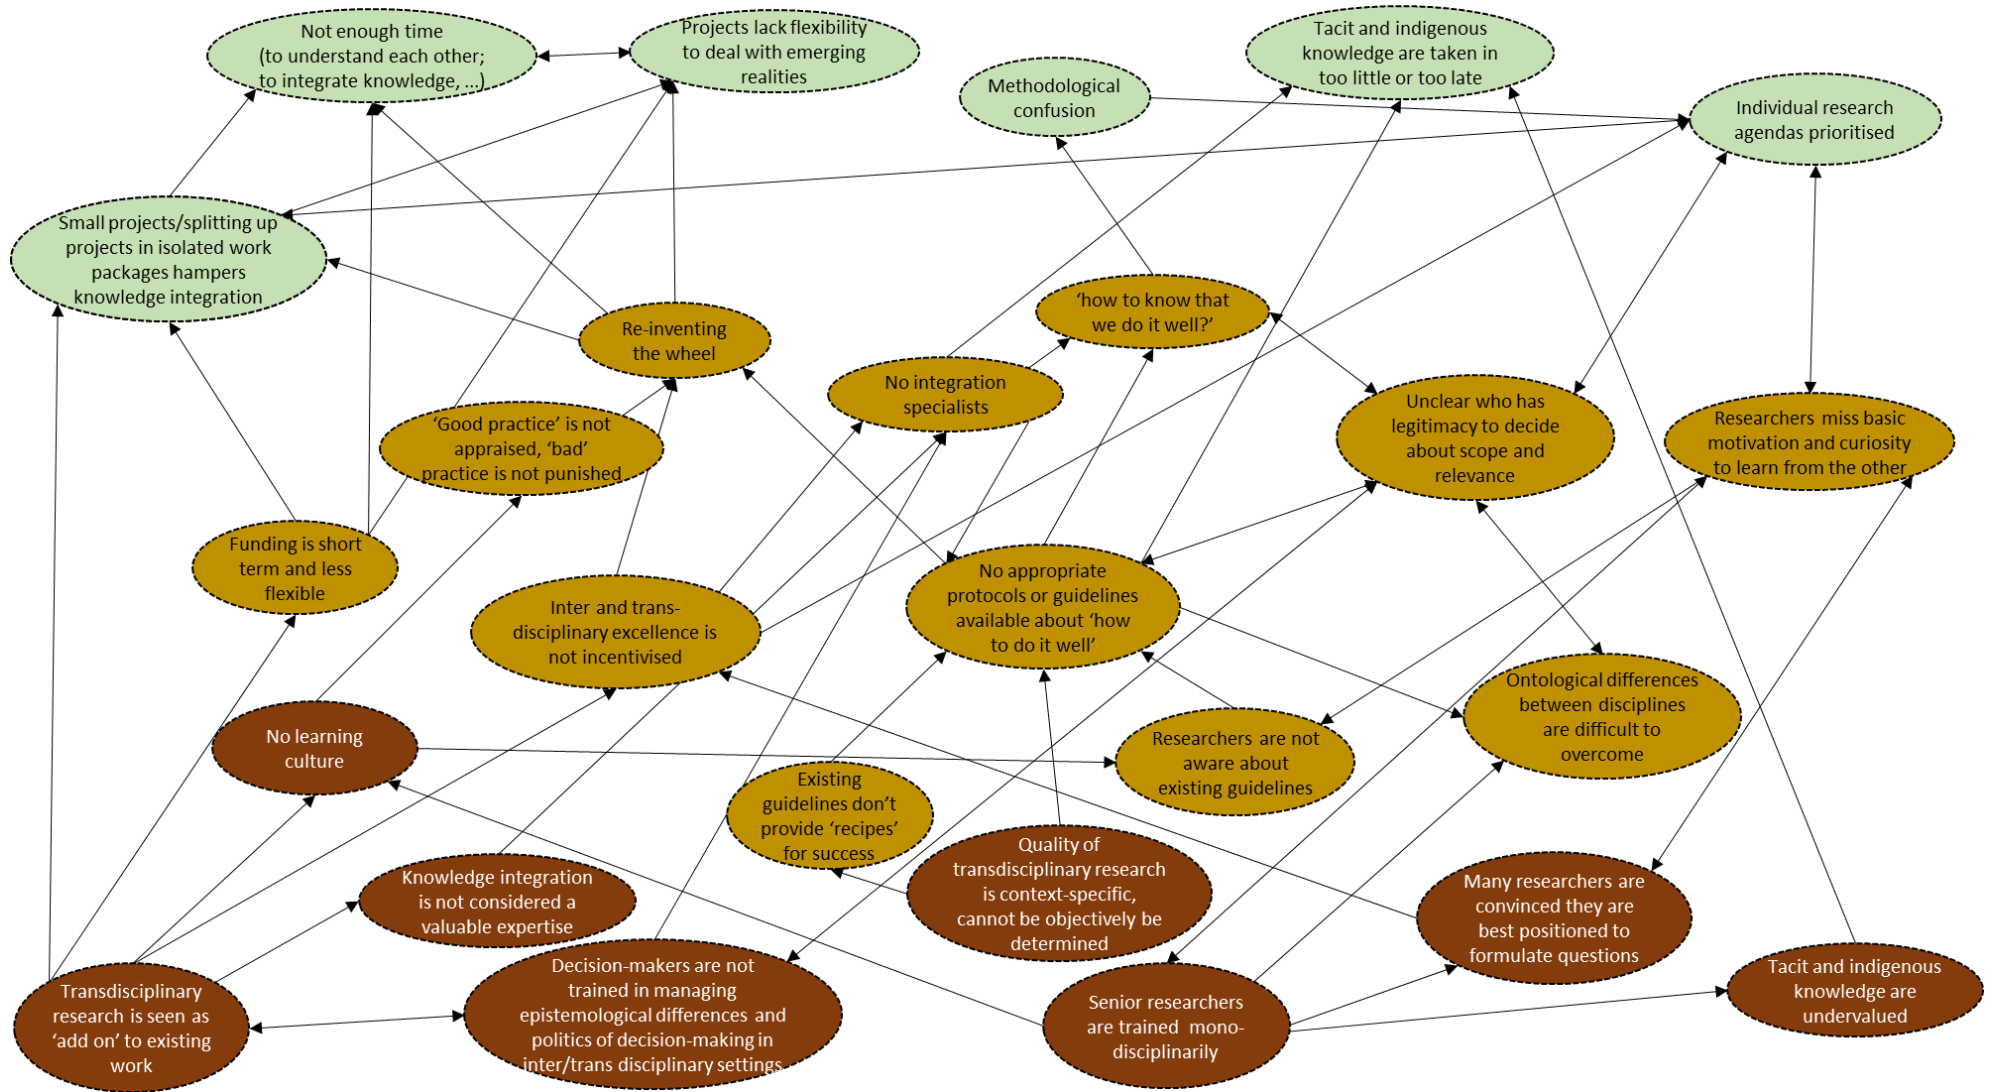 Not enough time
(to understand each other;
to integrate knowledge, …)
Projects lack flexibility
to deal with emerging
realities
Tacit and indigenous
knowledge are taken in
too little or too late
Methodological
confusion
Individual research
agendas prioritised
Small projects/splitting up
projects in isolated work
packages hampers
knowledge integration
Re-inventing
the wheel
‘how to know that
we do it well?’
No integration
specialists
‘Good practice’ is not
appraised, ‘bad’
practice is not punished
Unclear who has
legitimacy to decide
about scope and
relevance
Researchers miss basic
motivation and curiosity
to learn from the other
Funding is short
term and less
flexible
Inter and trans-
disciplinary excellence is
not incentivised
No appropriate
protocols or guidelines
available about ‘how
to do it well’
Ontological differences
between disciplines
are difficult to
overcome
No learning
culture
Researchers are not
aware about
existing guidelines
Existing
guidelines don’t
provide ‘recipes’
for success
Quality of
transdisciplinary research
is context-specific,
cannot be objectively be
determined
Knowledge integration
is not considered a
valuable expertise
Many researchers are
convinced they are
best positioned to
formulate questions
Transdisciplinary
research is seen as
‘add on’ to existing
work
Decision-makers are not
trained in managing
epistemological differences and
politics of decision-making in
inter/trans disciplinary settings
Senior researchers
are trained mono-
disciplinarily
Tacit and indigenous
knowledge are
undervalued